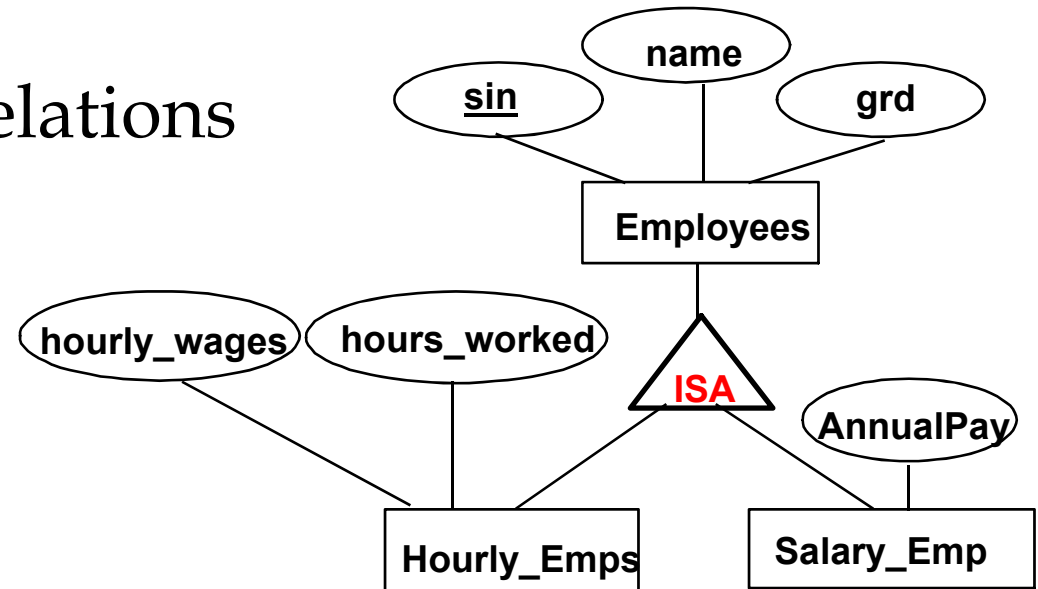 name
elations
sin
grd
Employees
hourly_wages
hours_worked
ISA
AnnualPay
Hourly_Emps
Salary_Emp